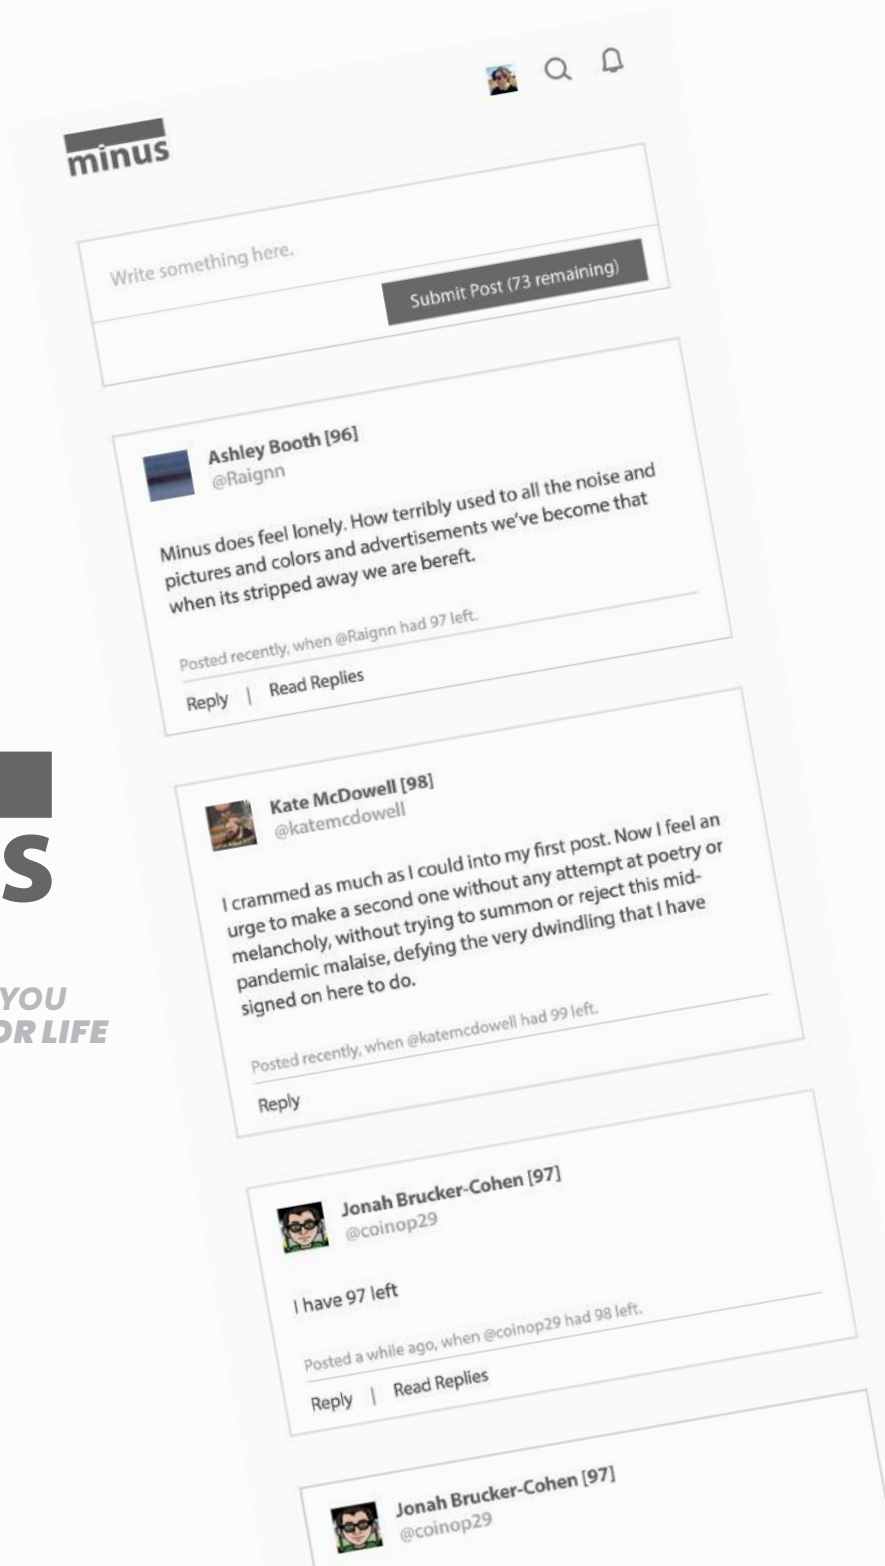 minus
Write something here.
Submit Post (73 remaining)
Ashley Booth [96]
@Raignn
Minus does feel lonely. How terribly used to all the noise and
pictures and colors and advertisements we've become that
when its stripped away we are bereft.
Posted recently, when @Raignn had 97 left.
Reply | Read Replies
Kate McDowell [98]
@katemcdowell
I crammed as much as I could into my first post. Now I feel an
urge to make a second one without any attempt at poetry or
melancholy, without trying to summon or reject this mid-
pandemic malaise, defying the very dwindling that I have
signed on here to do.
Posted recently, when @katemcdowell had 99 left.
Reply
S
YOU
OR LIFE
Jonah Brucker-Cohen [97]
@coinop29
I have 97 left
Posted a while ago, when @coinop29 had 98 left.
Reply | Read Replies
Jonah Brucker-Cohen [97]
@coinop29